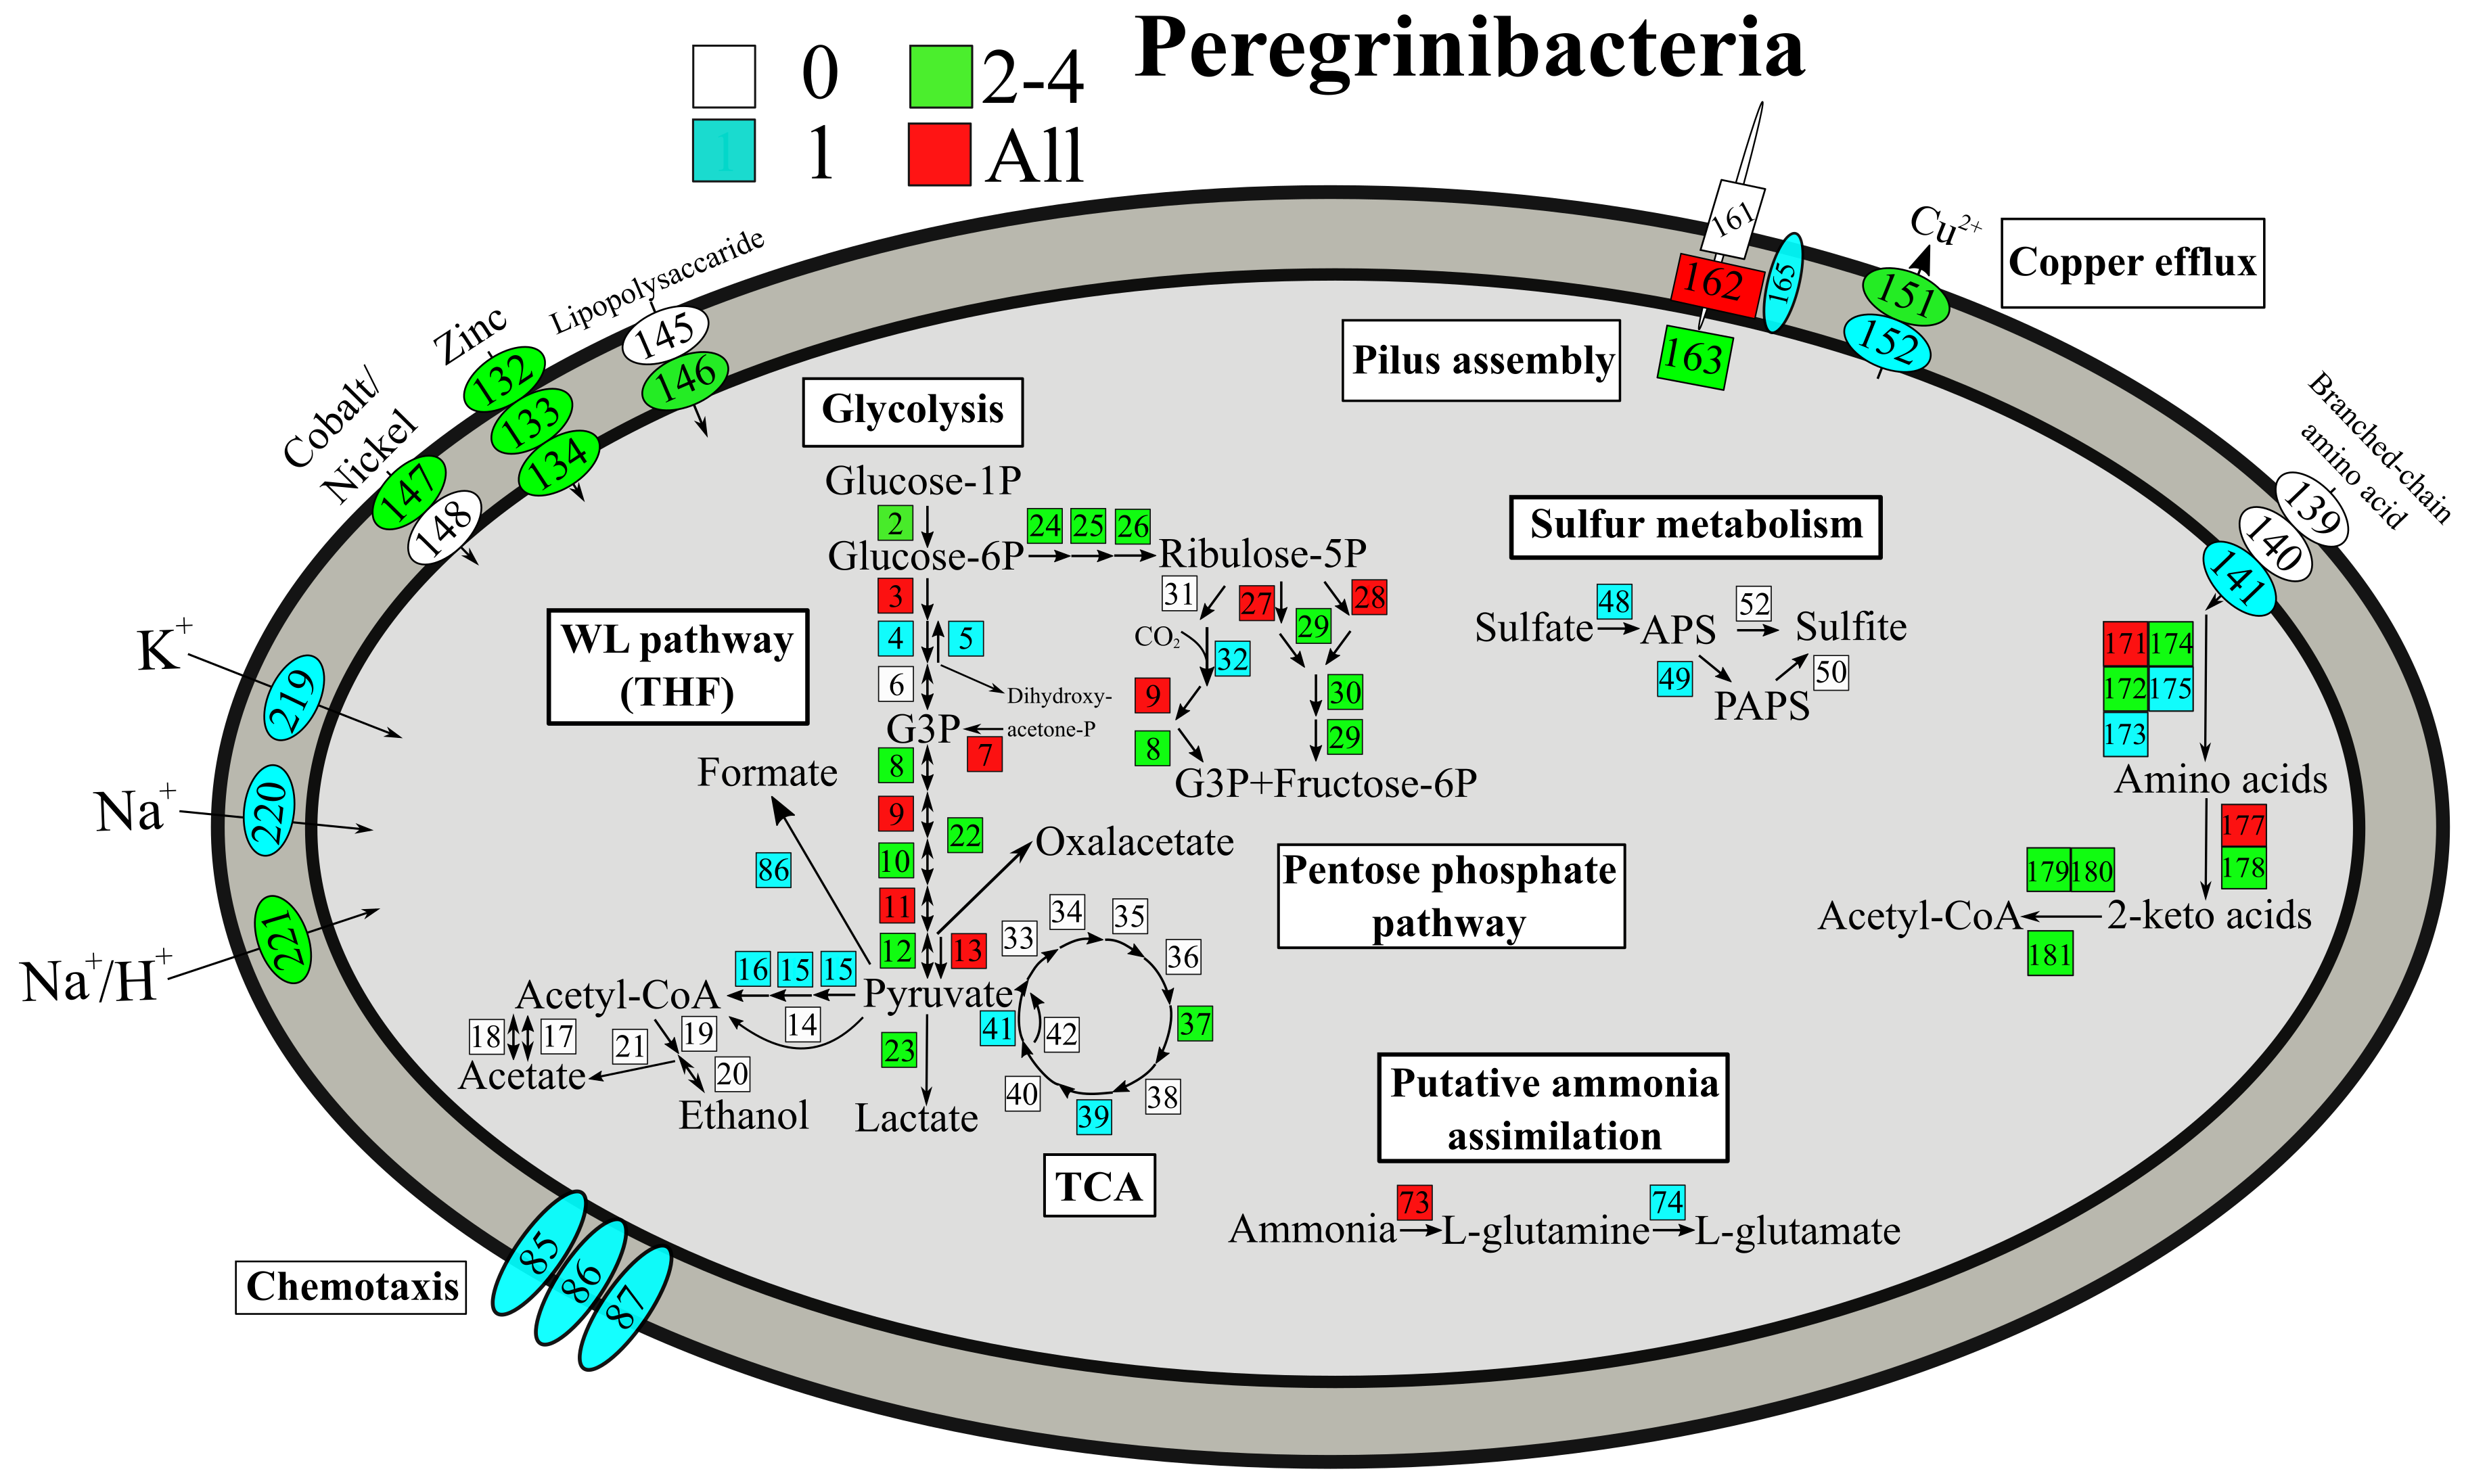 Peregrinibacteria
0
2-4
1
1
All
161
162
165
163
Pilus assembly
Cu2+
151
152
Copper efflux
Lipopolysaccaride
145
146
Zinc
132
133
134
Cobalt/
Nickel
147
148
Branched-chain
amino acid
139
140
141
K+
219
Na+
220
Na+/H+
221
Chemotaxis
85
86
87
Glycolysis
Glucose-1P
2
Glucose-6P
24
25
26
Ribulose-5P
3
4
5
6
Dihydroxy-
acetone-P
G3P
7
8
9
10
22
11
12
13
Oxalacetate
WL pathway
(THF)
Formate
86
Pyruvate
16
15
15
14
Acetyl-CoA
18
17
21
19
20
Acetate
Ethanol
23
Lactate
31
27
28
CO2
32
29
9
30
8
29
G3P+Fructose-6P
Pentose phosphate
pathway
33
34
35
36
37
38
39
40
41
42
TCA
Sulfur metabolism
Sulfate
48
APS
52
Sulfite
49
50
PAPS
171
174
172
175
173
Amino acids
177
178
179
180
Acetyl-CoA
2-keto acids
181
Putative ammonia
assimilation
73
74
Ammonia
L-glutamine
L-glutamate